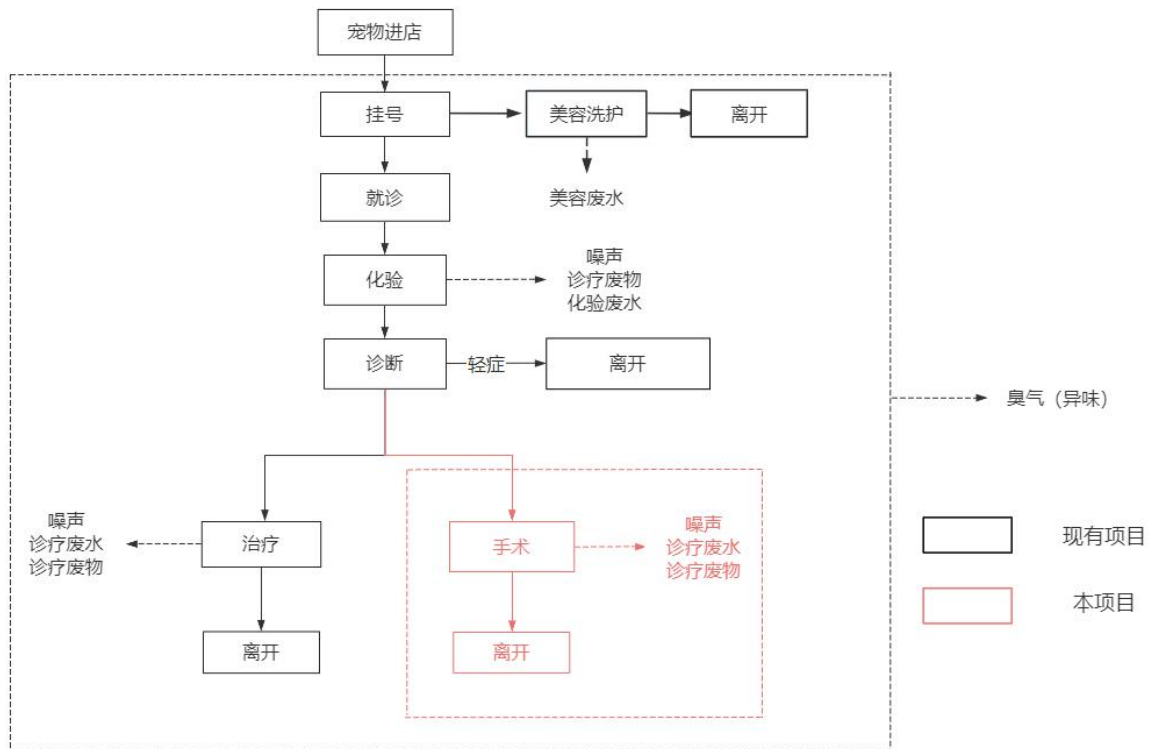 宠物进店
挂号
美容洗护
离开
就诊
美容废水
化验
噪声
诊疗废物
化验废水
诊断
轻症
离开
臭气（异味）
噪声
诊疗废水
诊疗废物
治疗
手术
噪声
诊疗废水
诊疗废物
离开
离开
现有项目
本项目